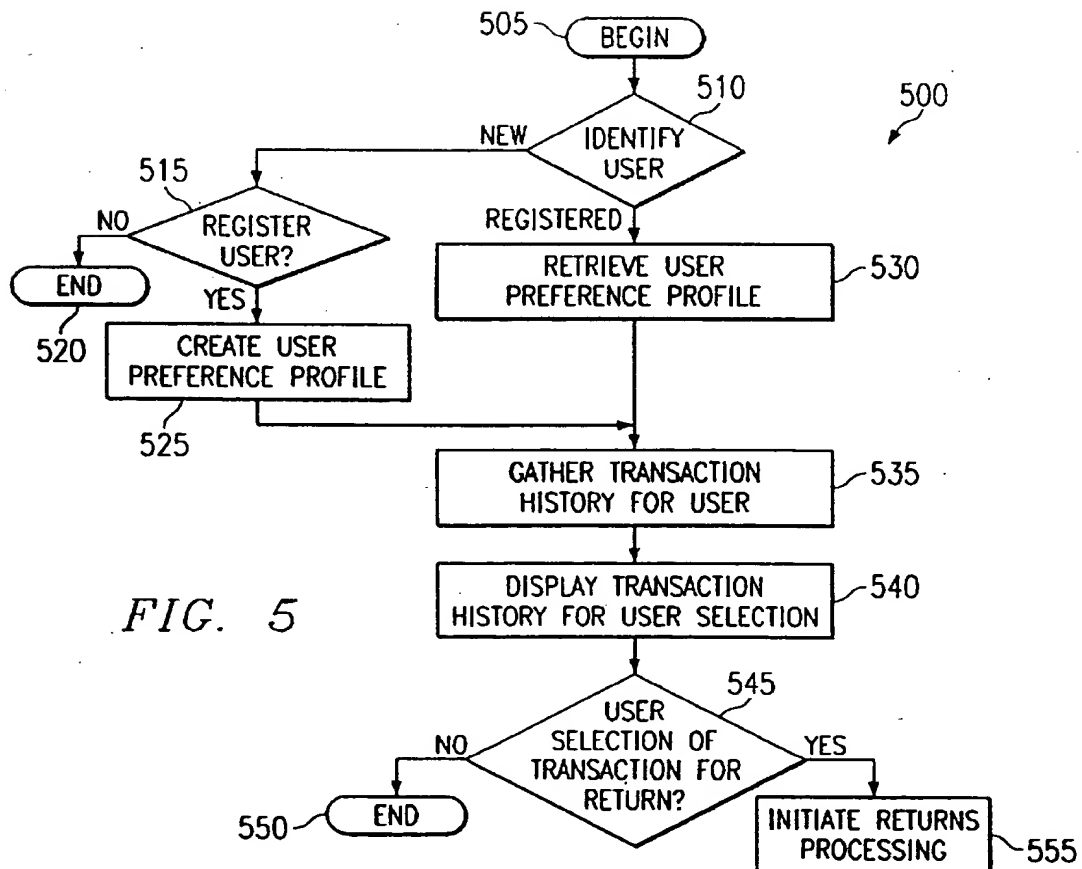 505
BEGIN
510
500
NEW
IDENTIFY
USER
515
NO
REGISTER
USER?
REGISTERED
END
520
YES
RETRIEVE USER
PREFERENCE PROFILE
530
CREATE USER
PREFERENCE PROFILE
525
GATHER TRANSACTION
HISTORY FOR USER
535
DISPLAY TRANSACTION
HISTORY FOR USER SELECTION
540
FIG. 5
545
USER
SELECTION OF
TRANSACTION FOR
RETURN?
NO
YES
550
END
INITIATE RETURNS
PROCESSING
555